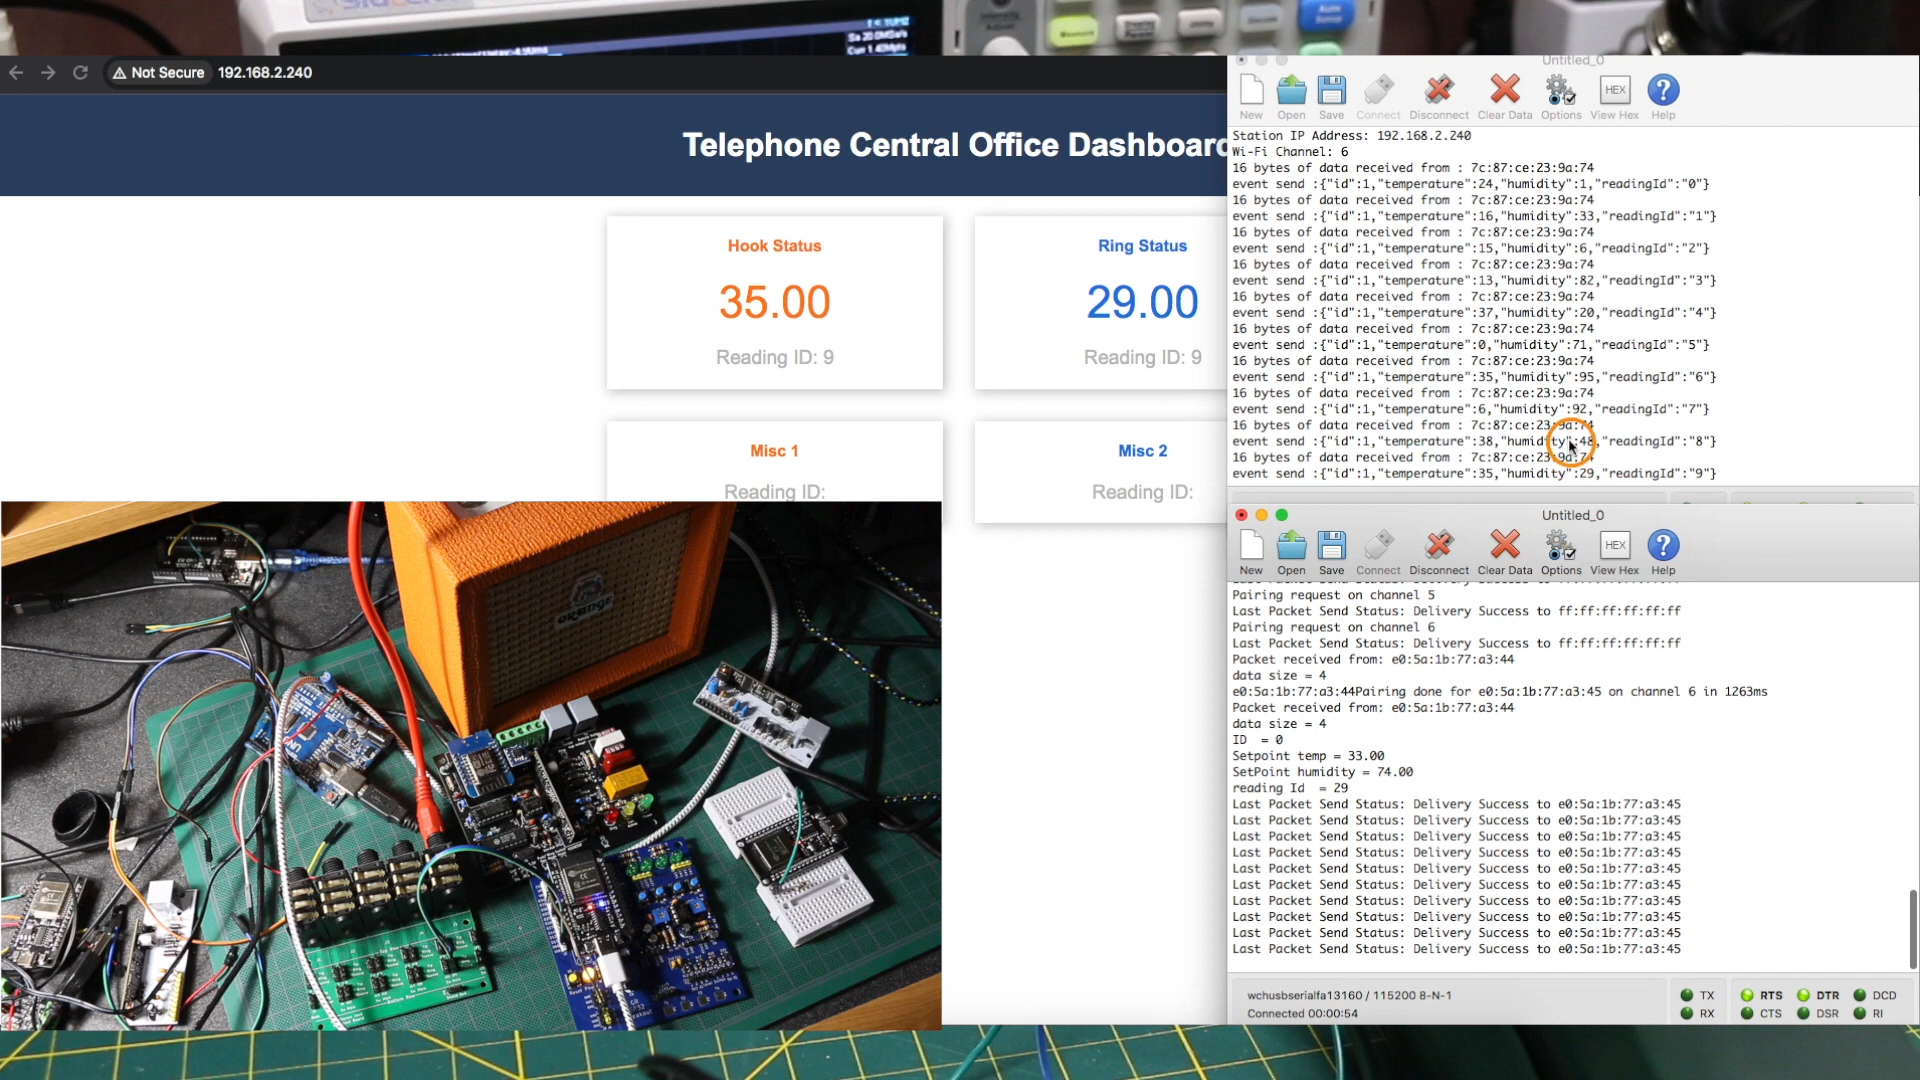 Sa 20.0MSa/s
Curr 1.40Mpts
Measure
Utility
Auto
Setup
Not Secure 192.168.2.240
Telephone Central Office Dashboard
Hook Status
35.00
Reading ID: 9
Ring Status
29.00
Reading ID: 9
Misc 1
Reading ID:
Misc 2
Reading ID:
Untitled_0
New Open Save Connect Disconnect Clear Data Options View Hex Help
HEX
Station IP Address: 192.168.2.240
Wi-Fi Channel: 6
16 bytes of data received from : 7c:87:ce:23:9a:74
event send :{"id":1,"temperature":24,"humidity":1,"readingId":"0"}
16 bytes of data received from : 7c:87:ce:23:9a:74
event send :{"id":1,"temperature":16,"humidity":33,"readingId":"1"}
16 bytes of data received from : 7c:87:ce:23:9a:74
event send :{"id":1,"temperature":15,"humidity":6,"readingId":"2"}
16 bytes of data received from : 7c:87:ce:23:9a:74
event send :{"id":1,"temperature":13,"humidity":82,"readingId":"3"}
16 bytes of data received from : 7c:87:ce:23:9a:74
event send :{"id":1,"temperature":37,"humidity":20,"readingId":"4"}
16 bytes of data received from : 7c:87:ce:23:9a:74
event send :{"id":1,"temperature":0,"humidity":71,"readingId":"5"}
16 bytes of data received from : 7c:87:ce:23:9a:74
event send :{"id":1,"temperature":35,"humidity":95,"readingId":"6"}
16 bytes of data received from : 7c:87:ce:23:9a:74
event send :{"id":1,"temperature":6,"humidity":92,"readingId":"7"}
16 bytes of data received from : 7c:87:ce:23:9a:74
event send :{"id":1,"temperature":38,"humidity":48,"readingId":"8"}
16 bytes of data received from : 7c:87:ce:23:9a:74
event send :{"id":1,"temperature":35,"humidity":29,"readingId":"9"}
Untitled_0
HEX
New Open Save Connect Disconnect Clear Data Options View Hex Help
Pairing request on channel 5
Last Packet Send Status: Delivery Success to ff:ff:ff:ff:ff:ff
Pairing request on channel 6
Last Packet Send Status: Delivery Success to ff:ff:ff:ff:ff:ff
Packet received from: e0:5a:1b:77:a3:44
data size = 4
e0:5a:1b:77:a3:44Pairing done for e0:5a:1b:77:a3:45 on channel 6 in 1263ms
Packet received from: e0:5a:1b:77:a3:44
data size = 4
ID  = 0
Setpoint temp = 33.00
SetPoint humidity = 74.00
reading Id  = 29
Last Packet Send Status: Delivery Success to e0:5a:1b:77:a3:45
Last Packet Send Status: Delivery Success to e0:5a:1b:77:a3:45
Last Packet Send Status: Delivery Success to e0:5a:1b:77:a3:45
Last Packet Send Status: Delivery Success to e0:5a:1b:77:a3:45
Last Packet Send Status: Delivery Success to e0:5a:1b:77:a3:45
Last Packet Send Status: Delivery Success to e0:5a:1b:77:a3:45
Last Packet Send Status: Delivery Success to e0:5a:1b:77:a3:45
Last Packet Send Status: Delivery Success to e0:5a:1b:77:a3:45
Last Packet Send Status: Delivery Success to e0:5a:1b:77:a3:45
Last Packet Send Status: Delivery Success to e0:5a:1b:77:a3:45
wchusbserialfa13160 / 115200 8-N-1
Connected 00:00:54
TX RTS DTR DCD
RX CTS DSR RI
orange
UNO